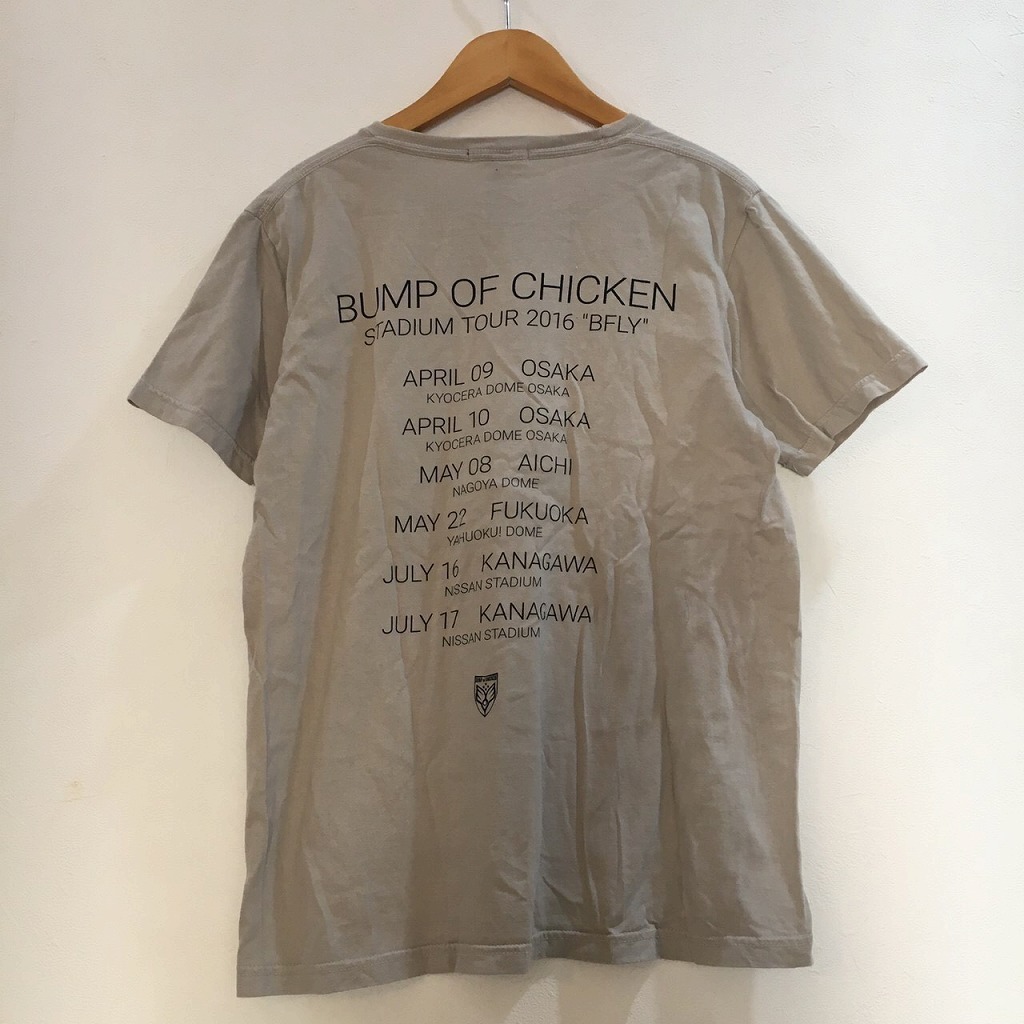 BUMP OF CHICKEN
STADIUM TOUR 2016 "BFLY"
APRIL 09 OSAKA
KYOCERA DOME OSAKA
APRIL 10 OSAKA
KYOCERA DOME OSAKA
MAY 08 AICHI
NAGOYA DOME
MAY 22 FUKUOKA
YAHUOKU! DOME
JULY 16 KANAGAWA
NISSAN STADIUM
JULY 17 KANAGAWA
NISSAN STADIUM